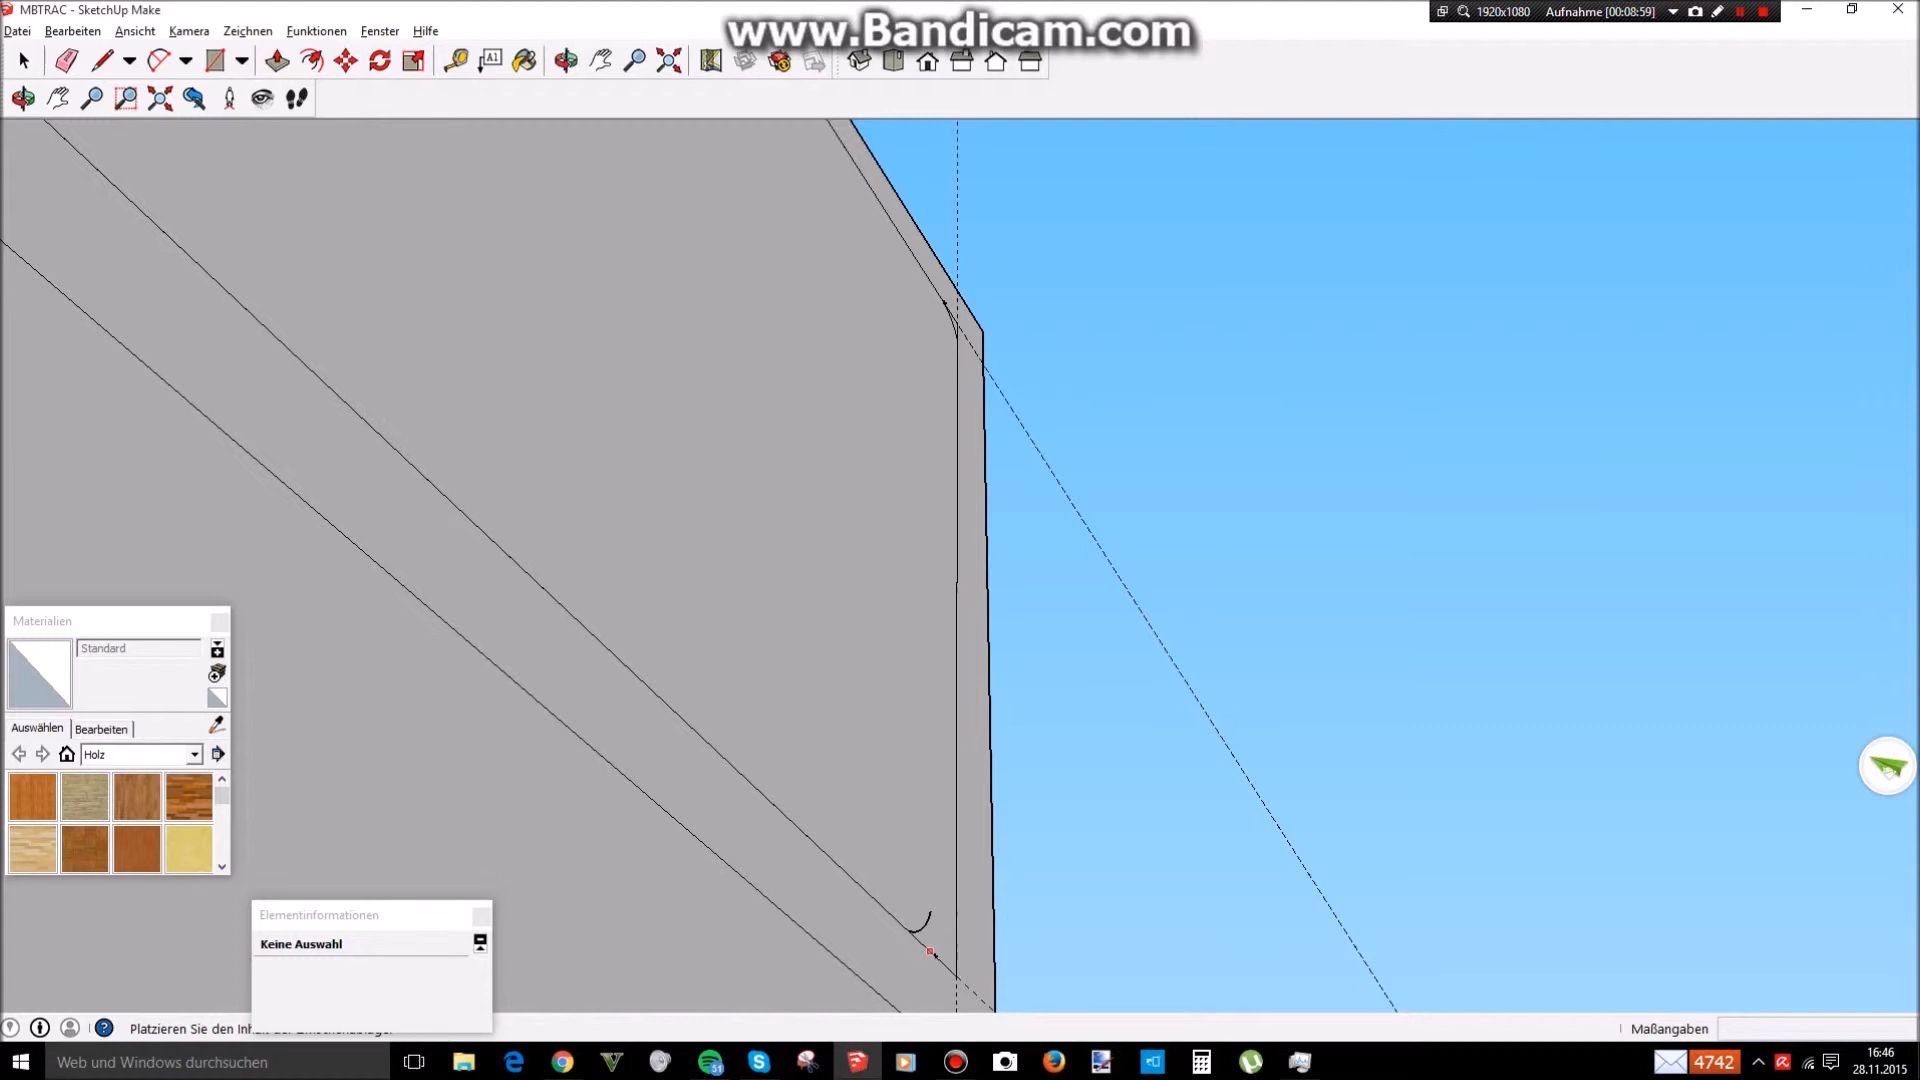 MBTRAC - SketchUp Make
www.Bandicam.com
1920x1080
Aufnahme [00:08:59]
Datei Bearbeiten Ansicht Kamera Zeichnen Funktionen Fenster Hilfe
A1
Materialien
Standard
Auswählen Bearbeiten
Holz
Elementinformationen
Keine Auswahl
Platzieren Sie den
Maßangaben
Web und Windows durchsuchen
51
4742
16:46
28.11.2015